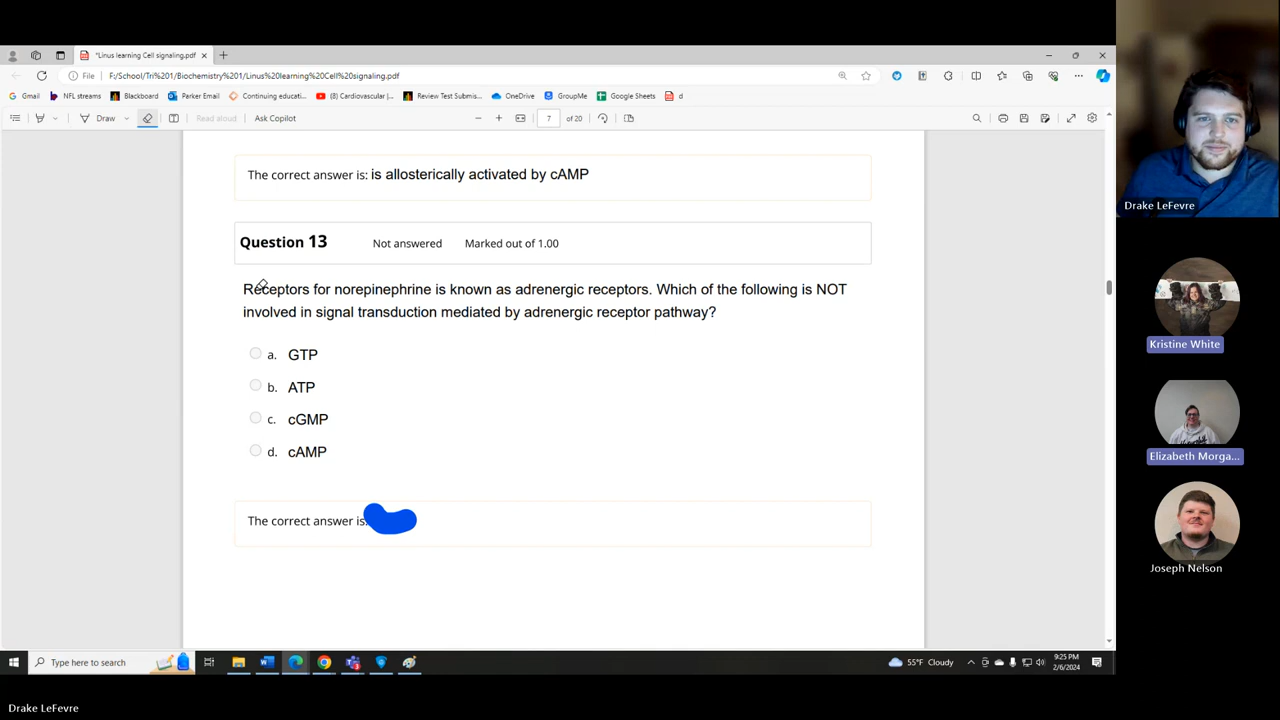 *Linus learning Cell signaling.pdf
File F:/School/Tri%201/Biochemistry%201/Linus%20learning%20Cell%20signaling.pdf
Gmail NFL streams Blackboard Parker Email Continuing educati... (8) Cardiovascular |... Review Test Submis... OneDrive GroupMe Google Sheets d
Draw Read aloud Ask Copilot 7 of 20
The correct answer is: is allosterically activated by cAMP
Question 13 Not answered Marked out of 1.00
Receptors for norepinephrine is known as adrenergic receptors. Which of the following is NOT
involved in signal transduction mediated by adrenergic receptor pathway?
a. GTP
b. ATP
c. cGMP
d. cAMP
The correct answer is:
Drake LeFevre
Kristine White
Elizabeth Morga...
Joseph Nelson
Type here to search
55°F Cloudy
9:25 PM
2/6/2024
Drake LeFevre